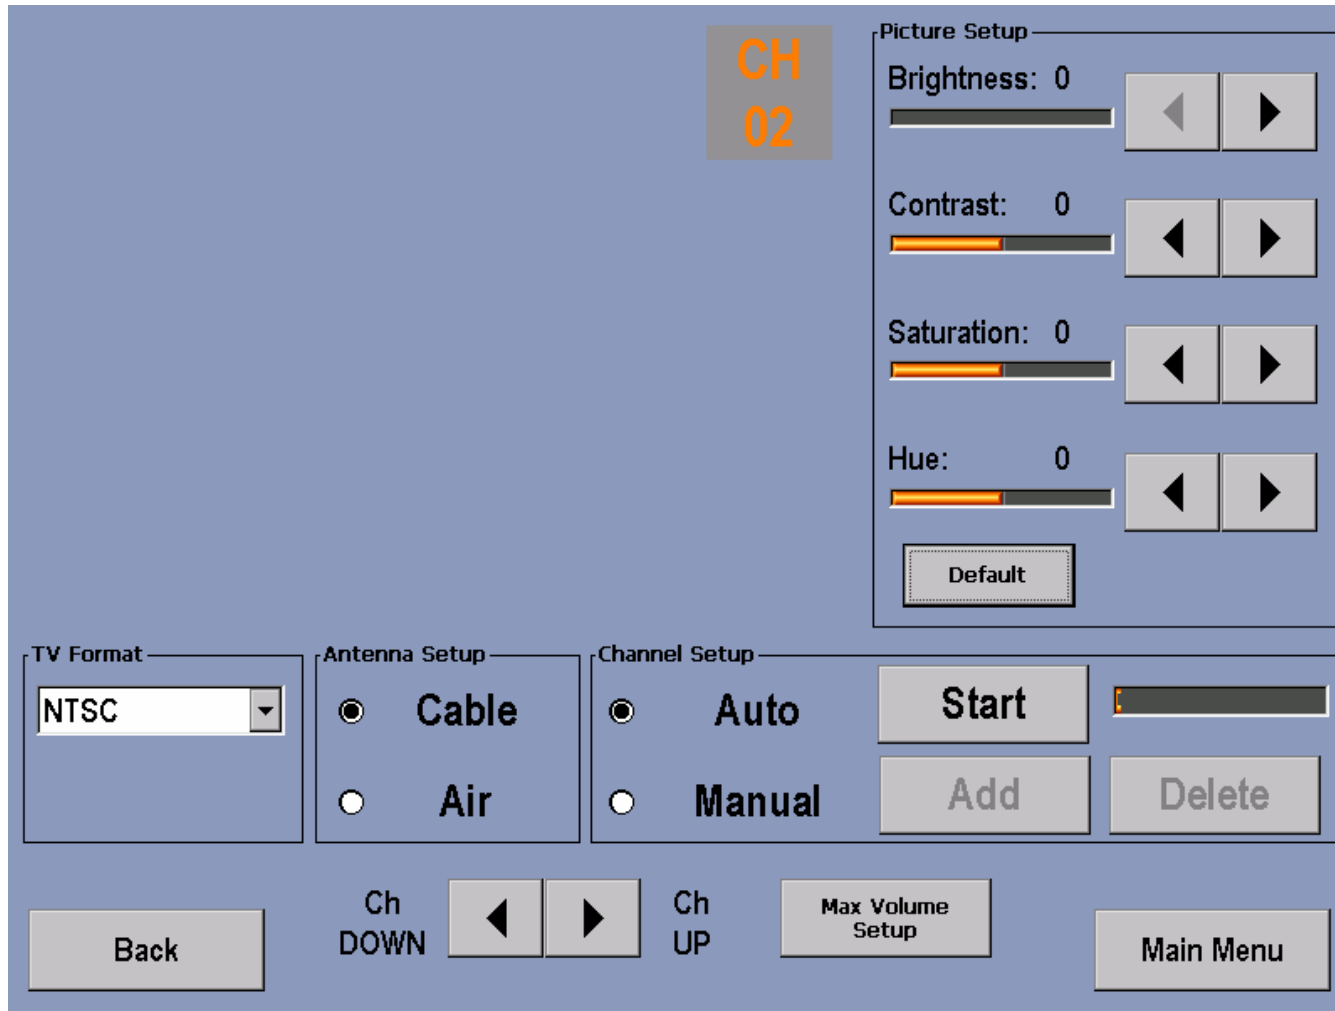 CH
02
Picture Setup
Brightness: 0
Contrast: 0
Saturation: 0
Hue: 0
Default
TV Format
NTSC
Antenna Setup
Cable
Air
Channel Setup
Auto
Manual
Start
Add
Delete
Back
Ch
DOWN
Ch
UP
Max Volume
Setup
Main Menu